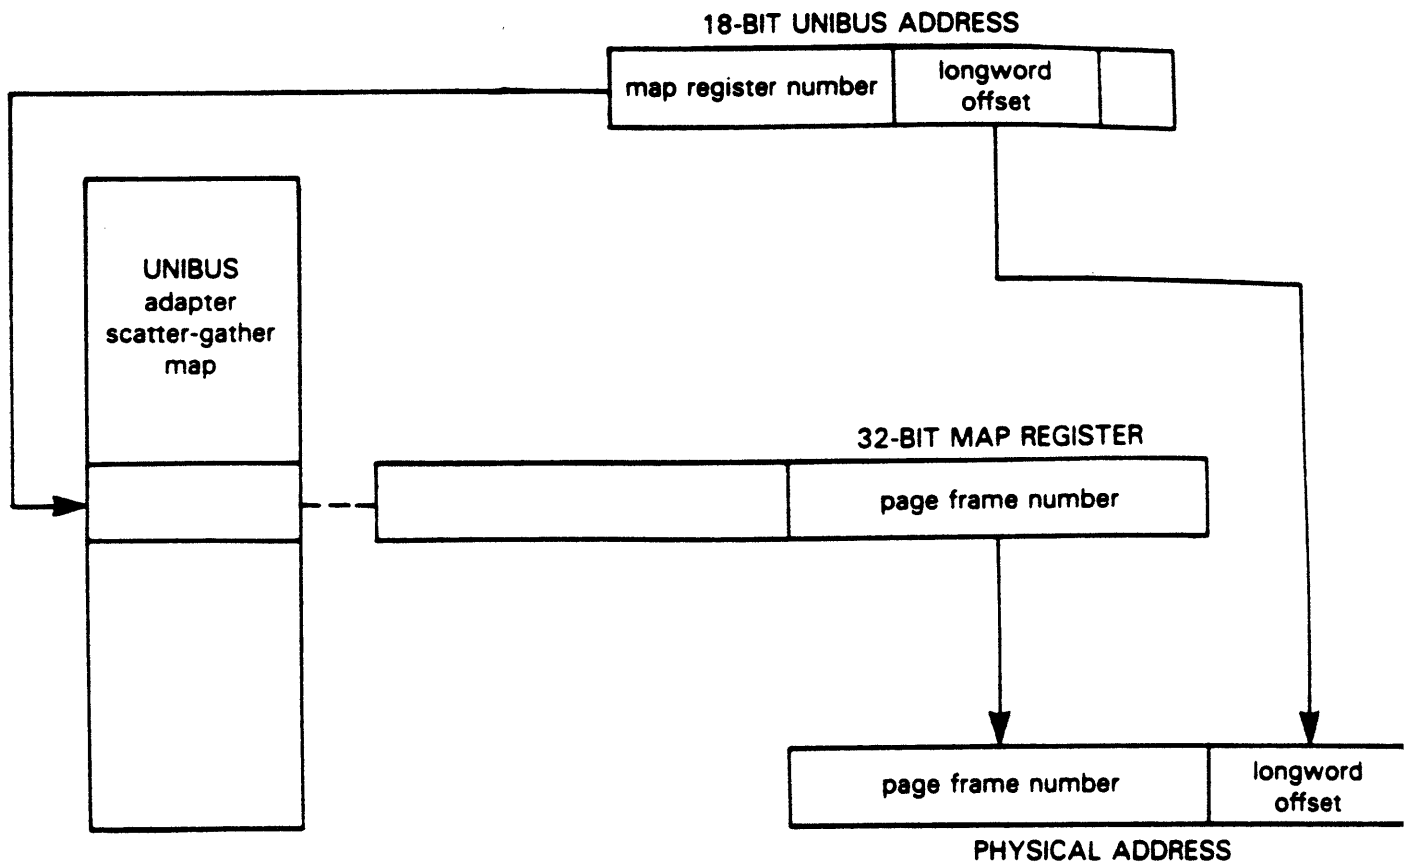 18-BIT UNIBUS ADDRESS
map register number
longword
offset
UNIBUS
adapter
scatter-gather
map
32-BIT MAP REGISTER
page frame number
page frame number
longword
offset
PHYSICAL ADDRESS